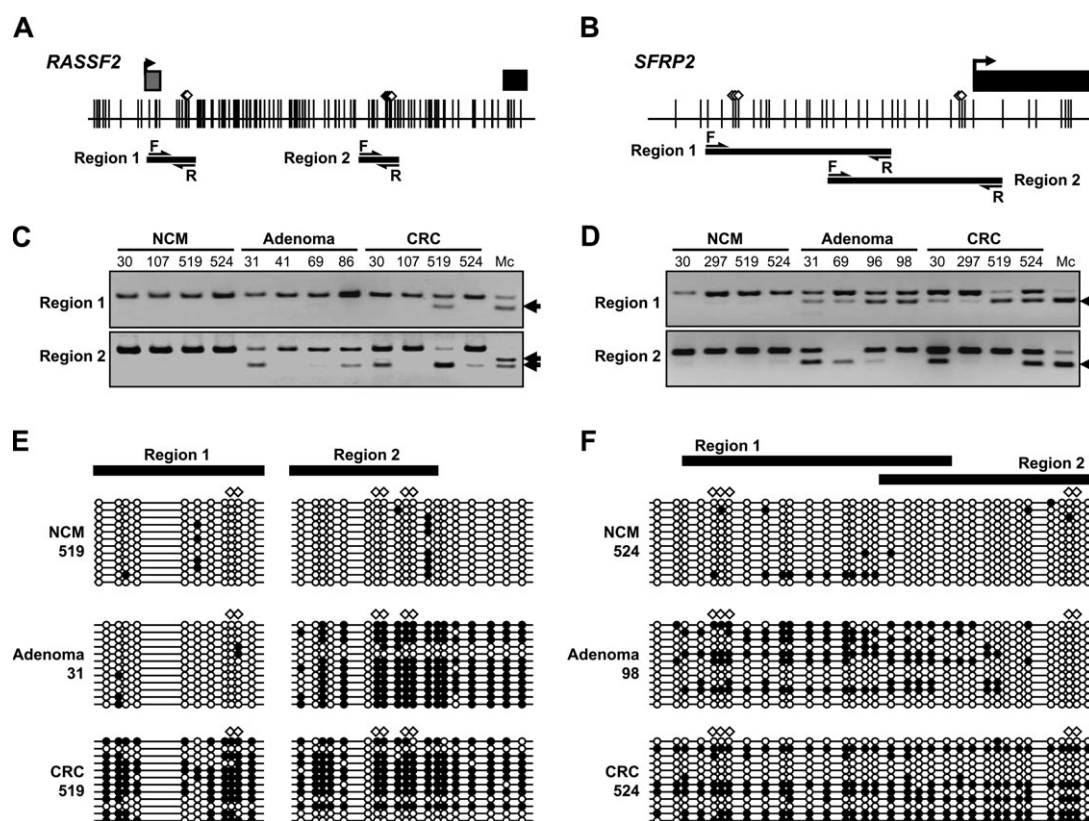 A
RASSF2
Region 1
F
R
Region 2
F
R
B
SFRP2
Region 1
F
R
F
R
Region 2
C
NCM Adenoma CRC
30 107 519 524 31 41 69 86 30 107 519 524 Mc
Region 1
Region 2
D
NCM Adenoma CRC
30 297 519 524 31 69 96 98 30 297 519 524 Mc
Region 1
Region 2
E
Region 1 Region 2
NCM
519
Adenoma
31
CRC
519
F
Region 1
Region 2
NCM
524
Adenoma
98
CRC
524